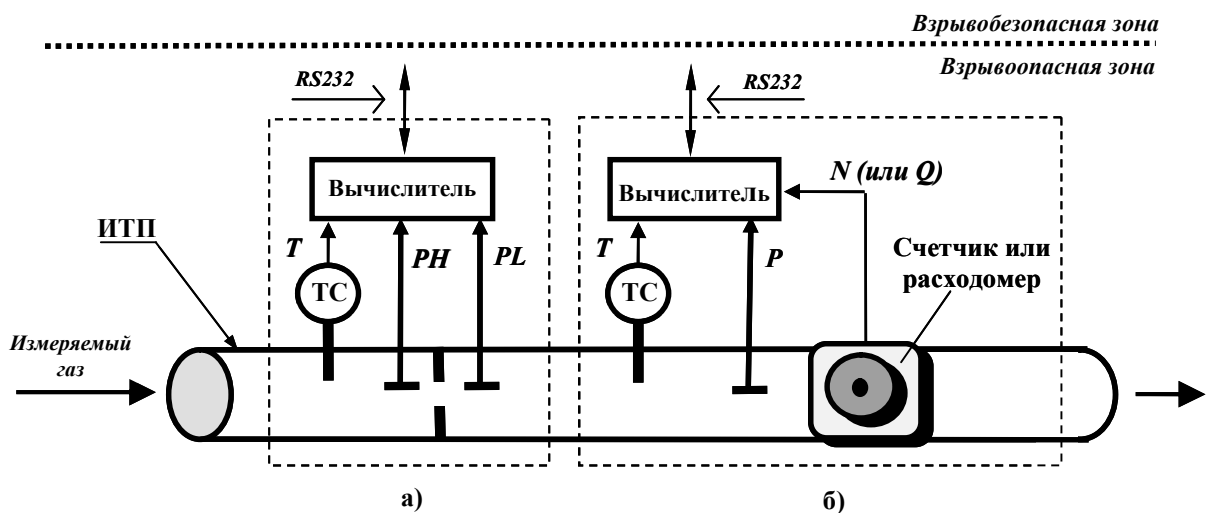 Взрывобезопасная зона
Взрывоопасная зона
RS232
RS232
Вычислитель
Вычислитель
N (или Q)
ИТП
T
PH
PL
T
P
Счетчик или
расходомер
ТС
ТС
Измеряемый
газ
а)
б)